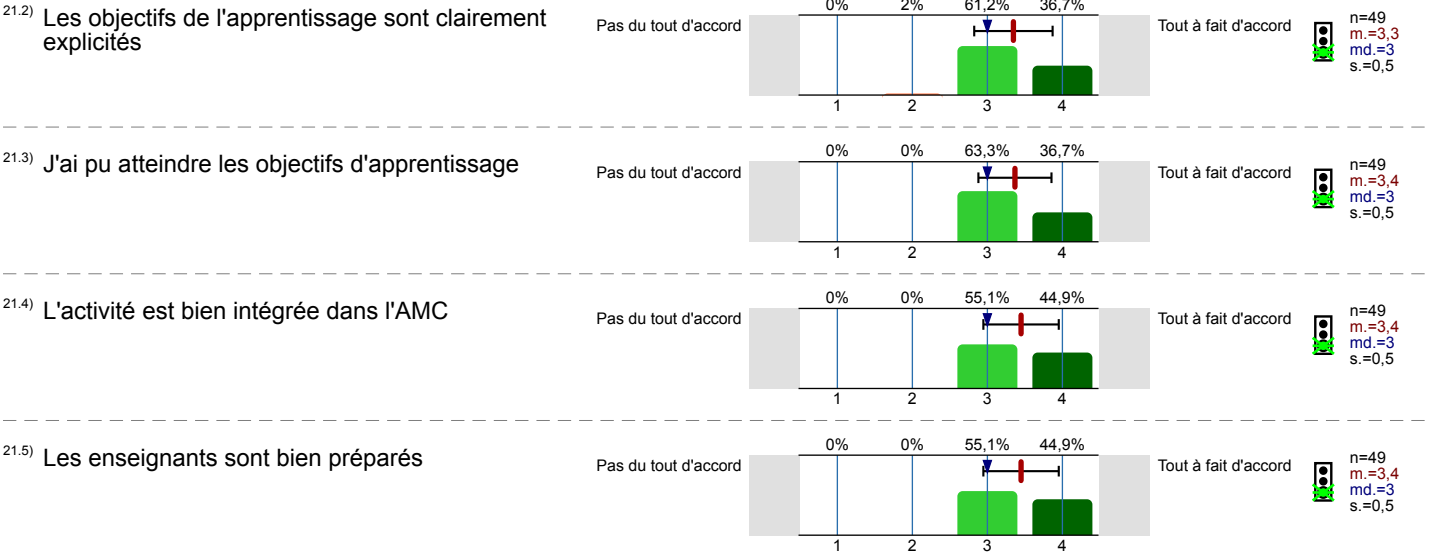 21.2) Les objectifs de l'apprentissage sont clairement
explicités
Pas du tout d'accord
0% 2% 61,2% 36,7%
1 2 3 4
Tout à fait d'accord
n=49
m.=3,3
md.=3
s.=0,5
21.3) J'ai pu atteindre les objectifs d'apprentissage
Pas du tout d'accord
0% 0% 63,3% 36,7%
1 2 3 4
Tout à fait d'accord
n=49
m.=3,4
md.=3
s.=0,5
21.4) L'activité est bien intégrée dans l'AMC
Pas du tout d'accord
0% 0% 55,1% 44,9%
1 2 3 4
Tout à fait d'accord
n=49
m.=3,4
md.=3
s.=0,5
21.5) Les enseignants sont bien préparés
Pas du tout d'accord
0% 0% 55,1% 44,9%
1 2 3 4
Tout à fait d'accord
n=49
m.=3,4
md.=3
s.=0,5